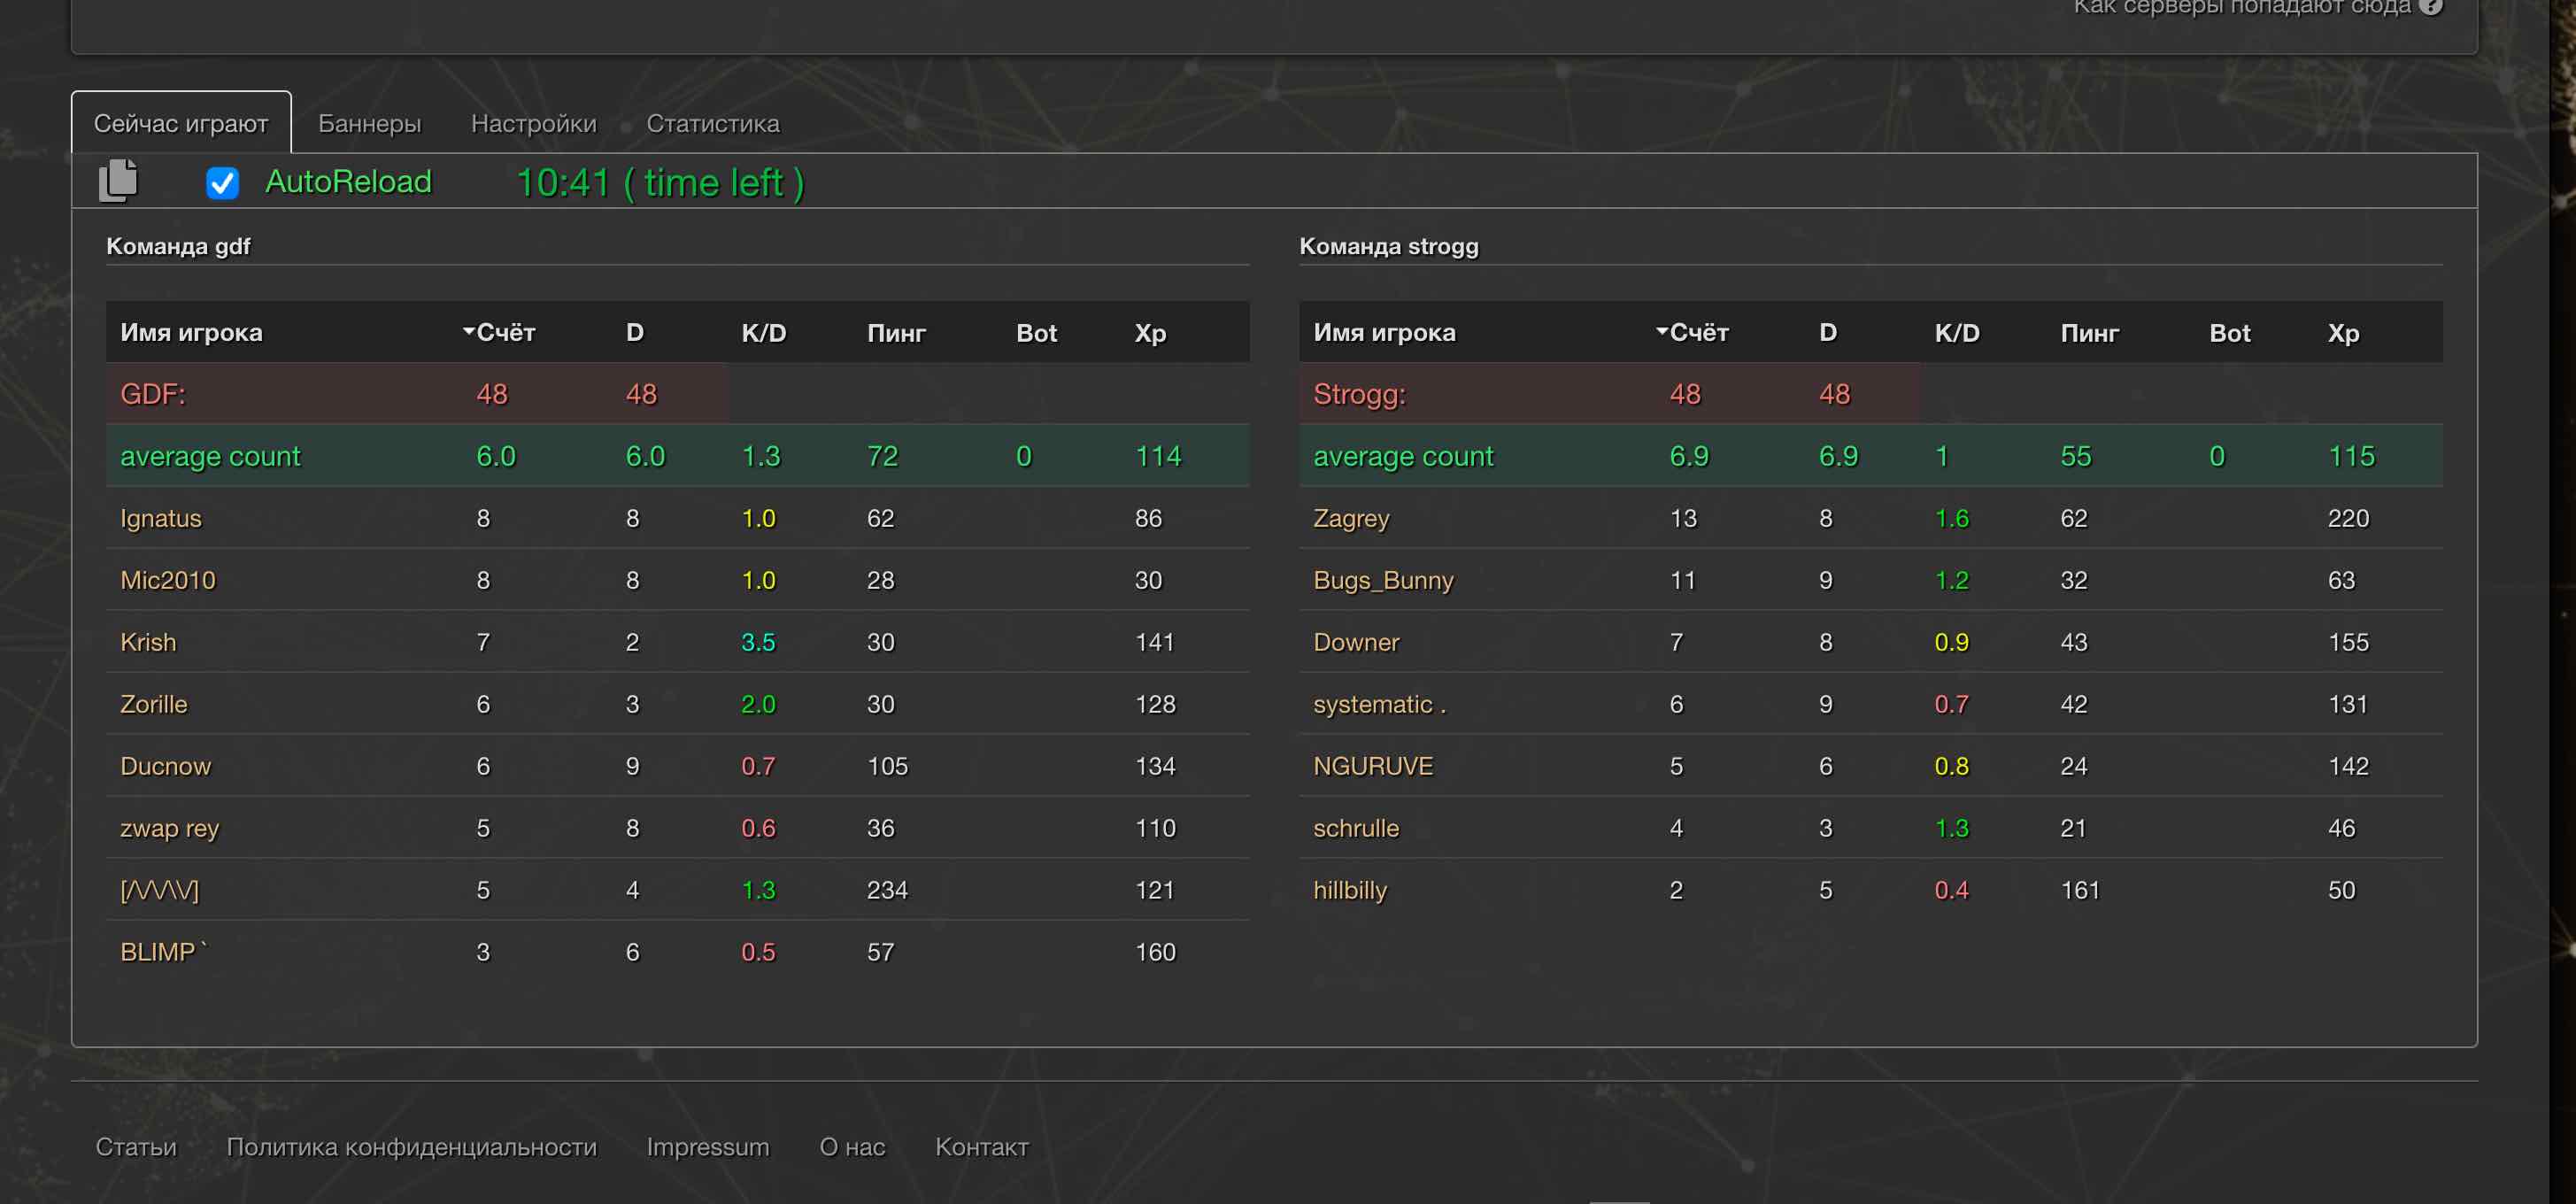 Как серверы попадают сюда ?
Сейчас играют Баннеры Настройки Статистика
AutoReload 10:41 ( time left )
Команда gdf
Имя игрока Счёт D K/D Пинг Bot Xp
GDF: 48 48
average count 6.0 6.0 1.3 72 0 114
Ignatus 8 8 1.0 62 86
Mic2010 8 8 1.0 28 30
Krish 7 2 3.5 30 141
Zorille 6 3 2.0 30 128
Ducnow 6 9 0.7 105 134
zwap rey 5 8 0.6 36 110
[/\/\/\\/] 5 4 1.3 234 121
BLIMP ` 3 6 0.5 57 160
Команда strogg
Имя игрока Счёт D K/D Пинг Bot Xp
Strogg: 48 48
average count 6.9 6.9 1 55 0 115
Zagrey 13 8 1.6 62 220
Bugs_Bunny 11 9 1.2 32 63
Downer 7 8 0.9 43 155
systematic . 6 9 0.7 42 131
NGURUVE 5 6 0.8 24 142
schrulle 4 3 1.3 21 46
hillbilly 2 5 0.4 161 50
Статьи Политика конфиденциальности Impressum О нас Контакт